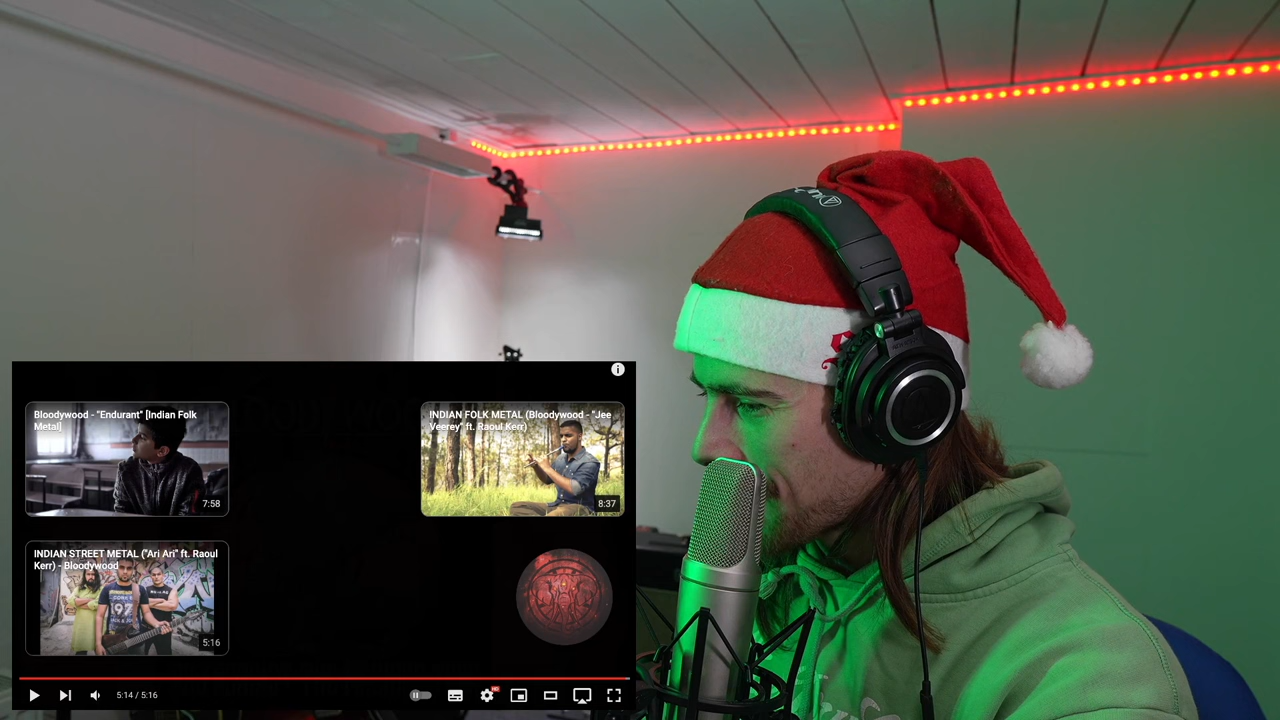 Bloodywood - "Endurant" [Indian Folk
Metal]
7:58
INDIAN FOLK METAL (Bloodywood - "Jee
Veerey" ft. Raoul Kerr)
8:37
INDIAN STREET METAL ("Ari Ari" ft. Raoul
Kerr) - Bloodywood
5:16
5:14 / 5:16
HD